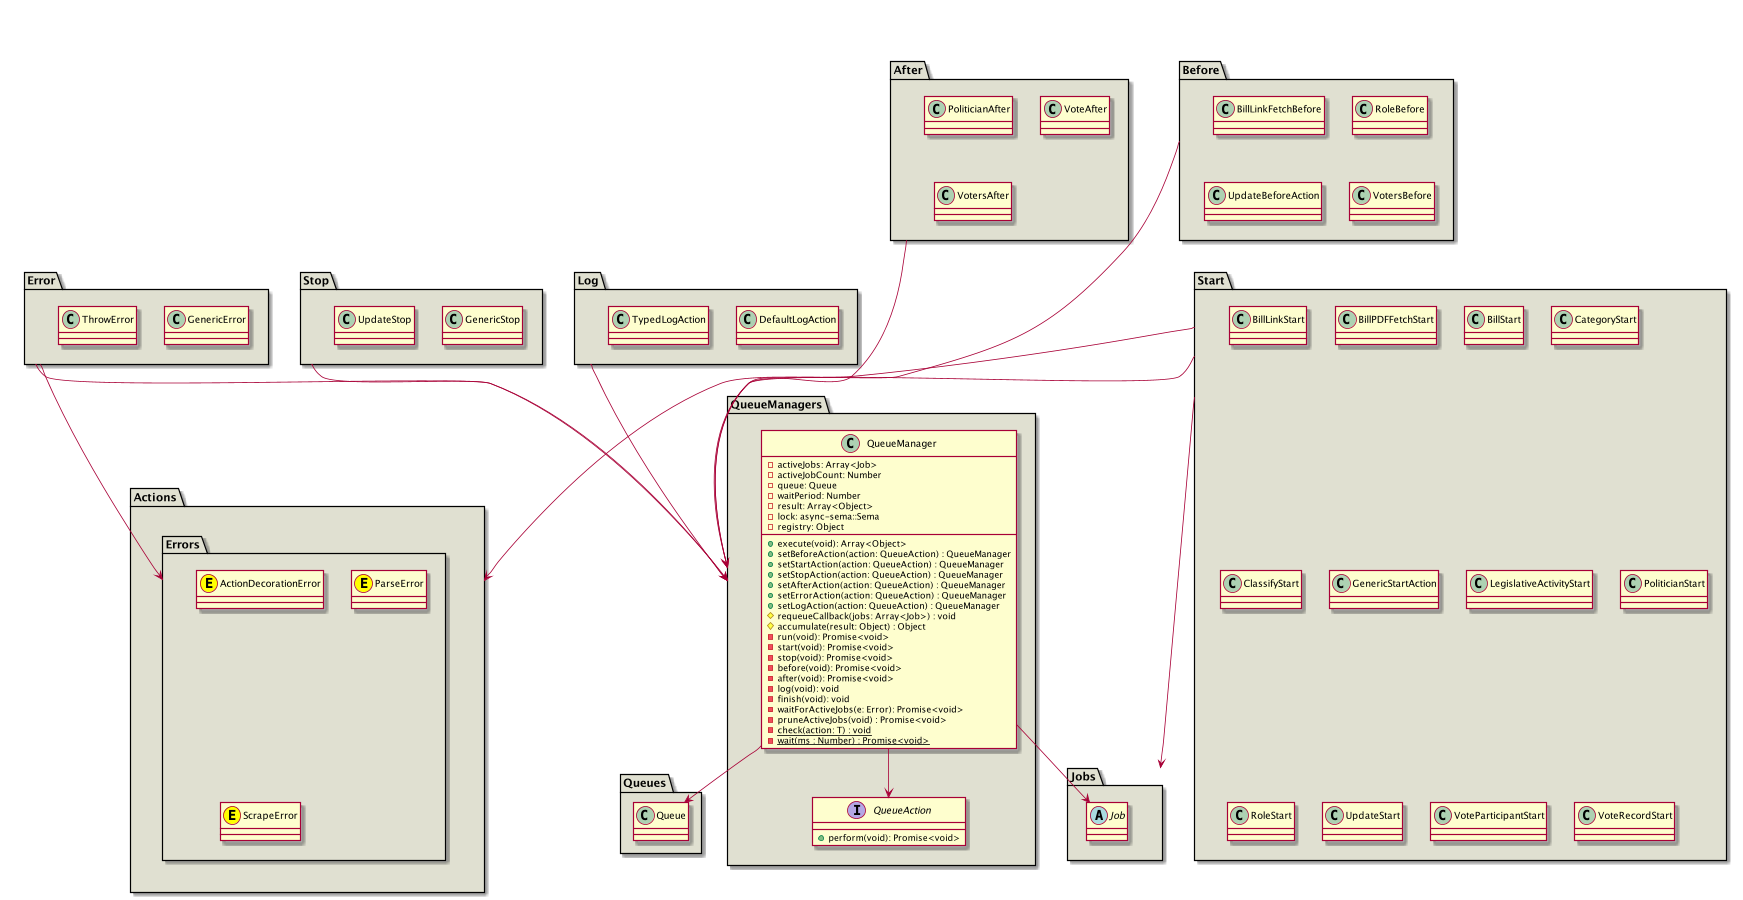 After
PoliticianAfter
VoteAfter
VotersAfter
Before
BillLinkFetchBefore
RoleBefore
UpdateBeforeAction
VotersBefore
Error
ThrowError
GenericError
Stop
UpdateStop
GenericStop
Log
TypedLogAction
DefaultLogAction
Start
BillLinkStart
BillPDFFetchStart
BillStart
CategoryStart
ClassifyStart
GenericStartAction
LegislativeActivityStart
PoliticianStart
RoleStart
UpdateStart
VoteParticipantStart
VoteRecordStart
QueueManagers
QueueManager
activeJobs: Array<Job>
activeJobCount: Number
queue: Queue
waitPeriod: Number
result: Array<Object>
lock: async-sema::Sema
registry: Object
execute(void): Array<Object>
setBeforeAction(action: QueueAction) : QueueManager
setStartAction(action: QueueAction) : QueueManager
setStopAction(action: QueueAction) : QueueManager
setAfterAction(action: QueueAction) : QueueManager
setErrorAction(action: QueueAction) : QueueManager
setLogAction(action: QueueAction) : QueueManager
requeueCallback(jobs: Array<Job>) : void
accumulate(result: Object) : Object
run(void): Promise<void>
start(void): Promise<void>
stop(void): Promise<void>
before(void): Promise<void>
after(void): Promise<void>
log(void): void
finish(void): void
waitForActiveJobs(e: Error): Promise<void>
pruneActiveJobs(void) : Promise<void>
check(action: T) : void
wait(ms : Number) : Promise<void>
QueueAction
perform(void): Promise<void>
Actions
Errors
ActionDecorationError
ParseError
ScrapeError
Queues
Queue
Jobs
Job